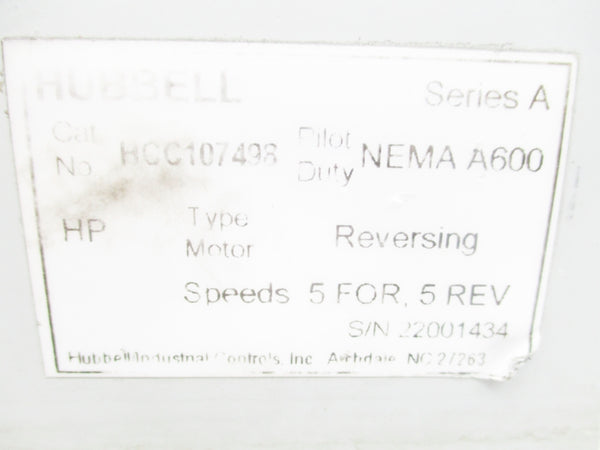 HUBBELL Series A
Cat. No. HCC107498 Pilot Duty NEMA A600
HP Type Motor Reversing
Speeds 5 FOR, 5 REV
S/N 22001434
Hubbell Industrial Controls, Inc. Archdale, NC 27263